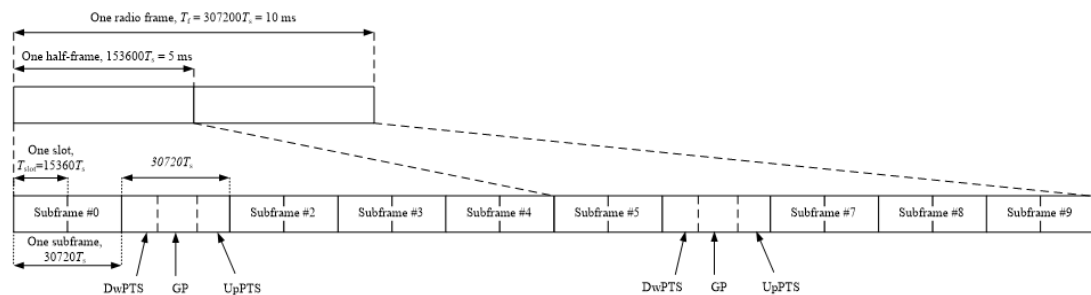 One radio frame, Tf = 307200Ts = 10 ms
One half-frame, 153600Ts = 5 ms
One slot,
Tslot=15360Ts
30720Ts
Subframe #0
Subframe #2
Subframe #3
Subframe #4
Subframe #5
Subframe #7
Subframe #8
Subframe #9
One subframe,
30720Ts
DwPTS
GP
UpPTS
DwPTS
GP
UpPTS